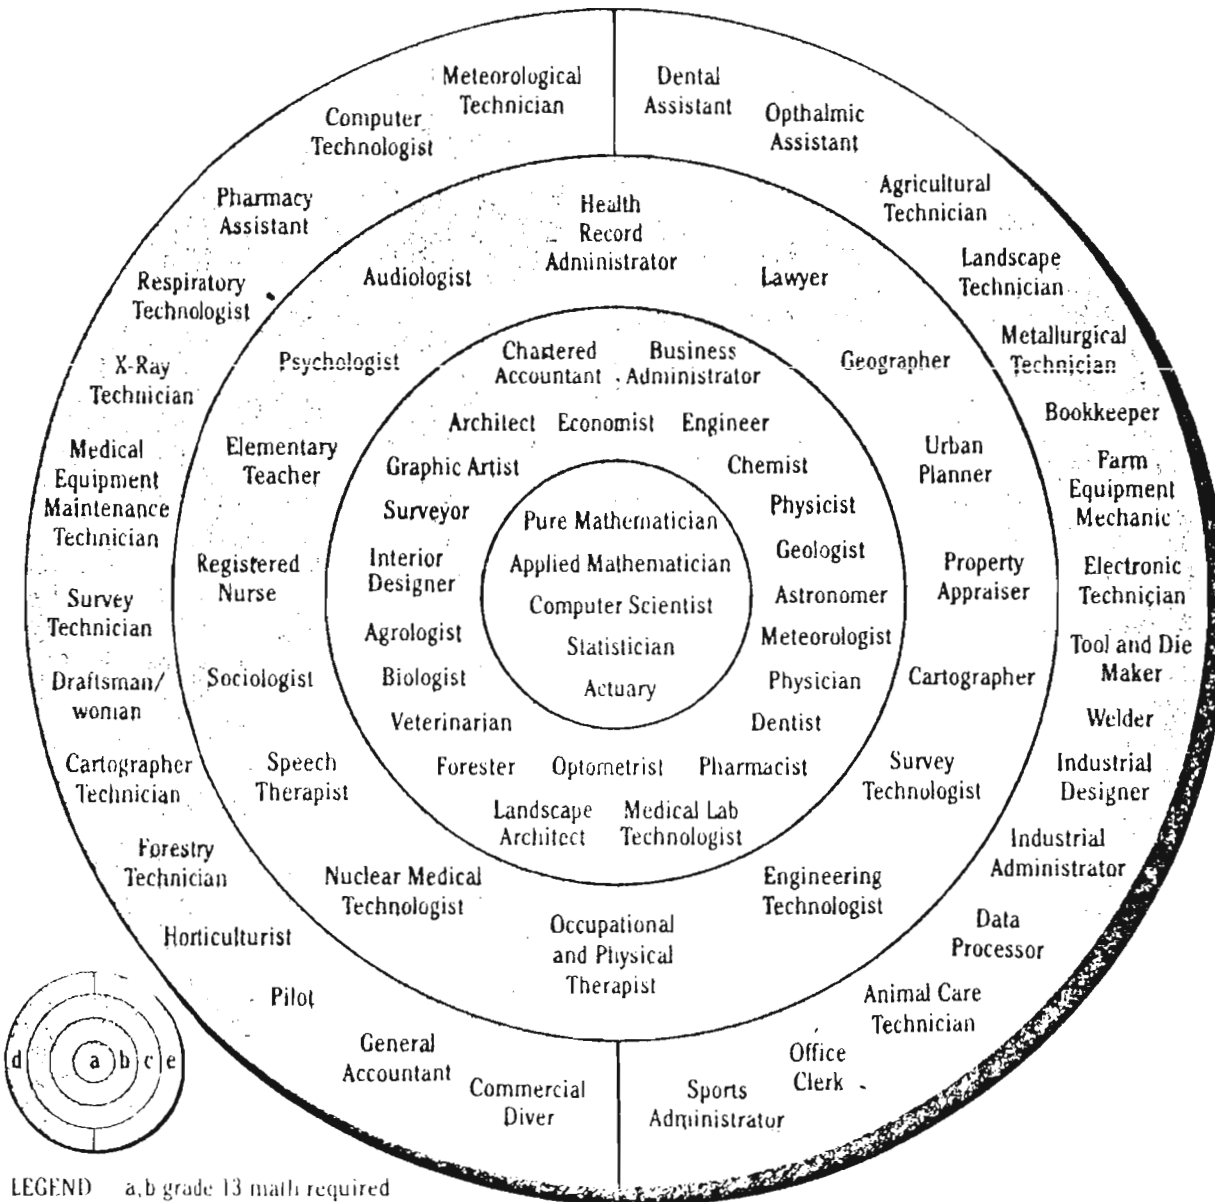 Meteorological
Technician
Dental
Assistant
Computer
Technologist
Opthalmic
Assistant
Pharmacy
Assistant
Agricultural
Technician
Respiratory
Technologist
Landscape
Technician
X-Ray
Technician
Metallurgical
Technician
Bookkeeper
Medical
Equipment
Maintenance
Technician
Farm
Equipment
Mechanic
Survey
Technician
Electronic
Technician
Draftsman/
woman
Tool and Die
Maker
Welder
Cartographer
Technician
Industrial
Designer
Forestry
Technician
Industrial
Administrator
Horticulturist
Data
Processor
Pilot
Animal Care
Technician
General
Accountant
Office
Clerk
Commercial
Diver
Sports
Administrator
Health
Record
Administrator
Audiologist
Lawyer
Psychologist
Geographer
Elementary
Teacher
Urban
Planner
Registered
Nurse
Property
Appraiser
Sociologist
Cartographer
Speech
Therapist
Survey
Technologist
Nuclear Medical
Technologist
Engineering
Technologist
Occupational
and Physical
Therapist
Chartered
Accountant
Business
Administrator
Architect
Economist
Engineer
Graphic Artist
Chemist
Surveyor
Physicist
Interior
Designer
Geologist
Astronomer
Agrologist
Meteorologist
Biologist
Physician
Veterinarian
Dentist
Forester
Optometrist
Pharmacist
Landscape
Architect
Medical Lab
Technologist
Pure Mathematician
Applied Mathematician
Computer Scientist
Statistician
Actuary
d a b c e
LEGEND a,b grade 13 math required